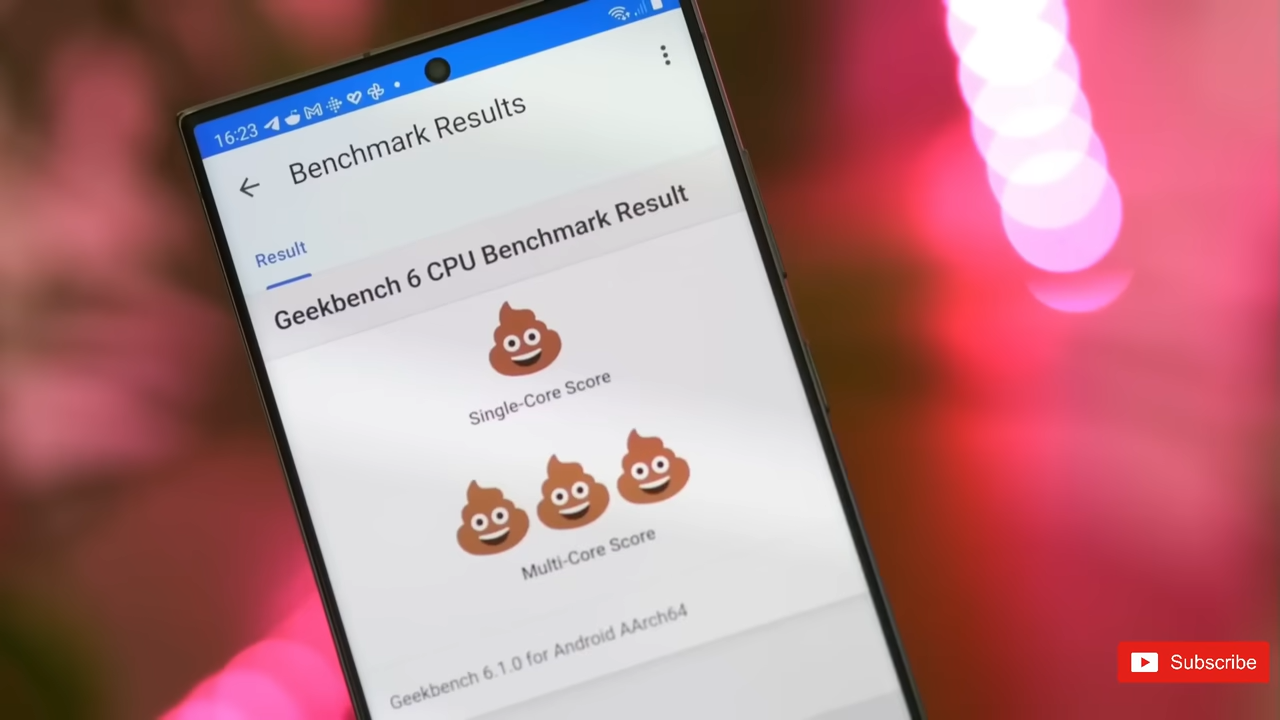 16:23
Benchmark Results
Result
Geekbench 6 CPU Benchmark Result
Single-Core Score
Multi-Core Score
Geekbench 6.1.0 for Android AArch64
Subscribe